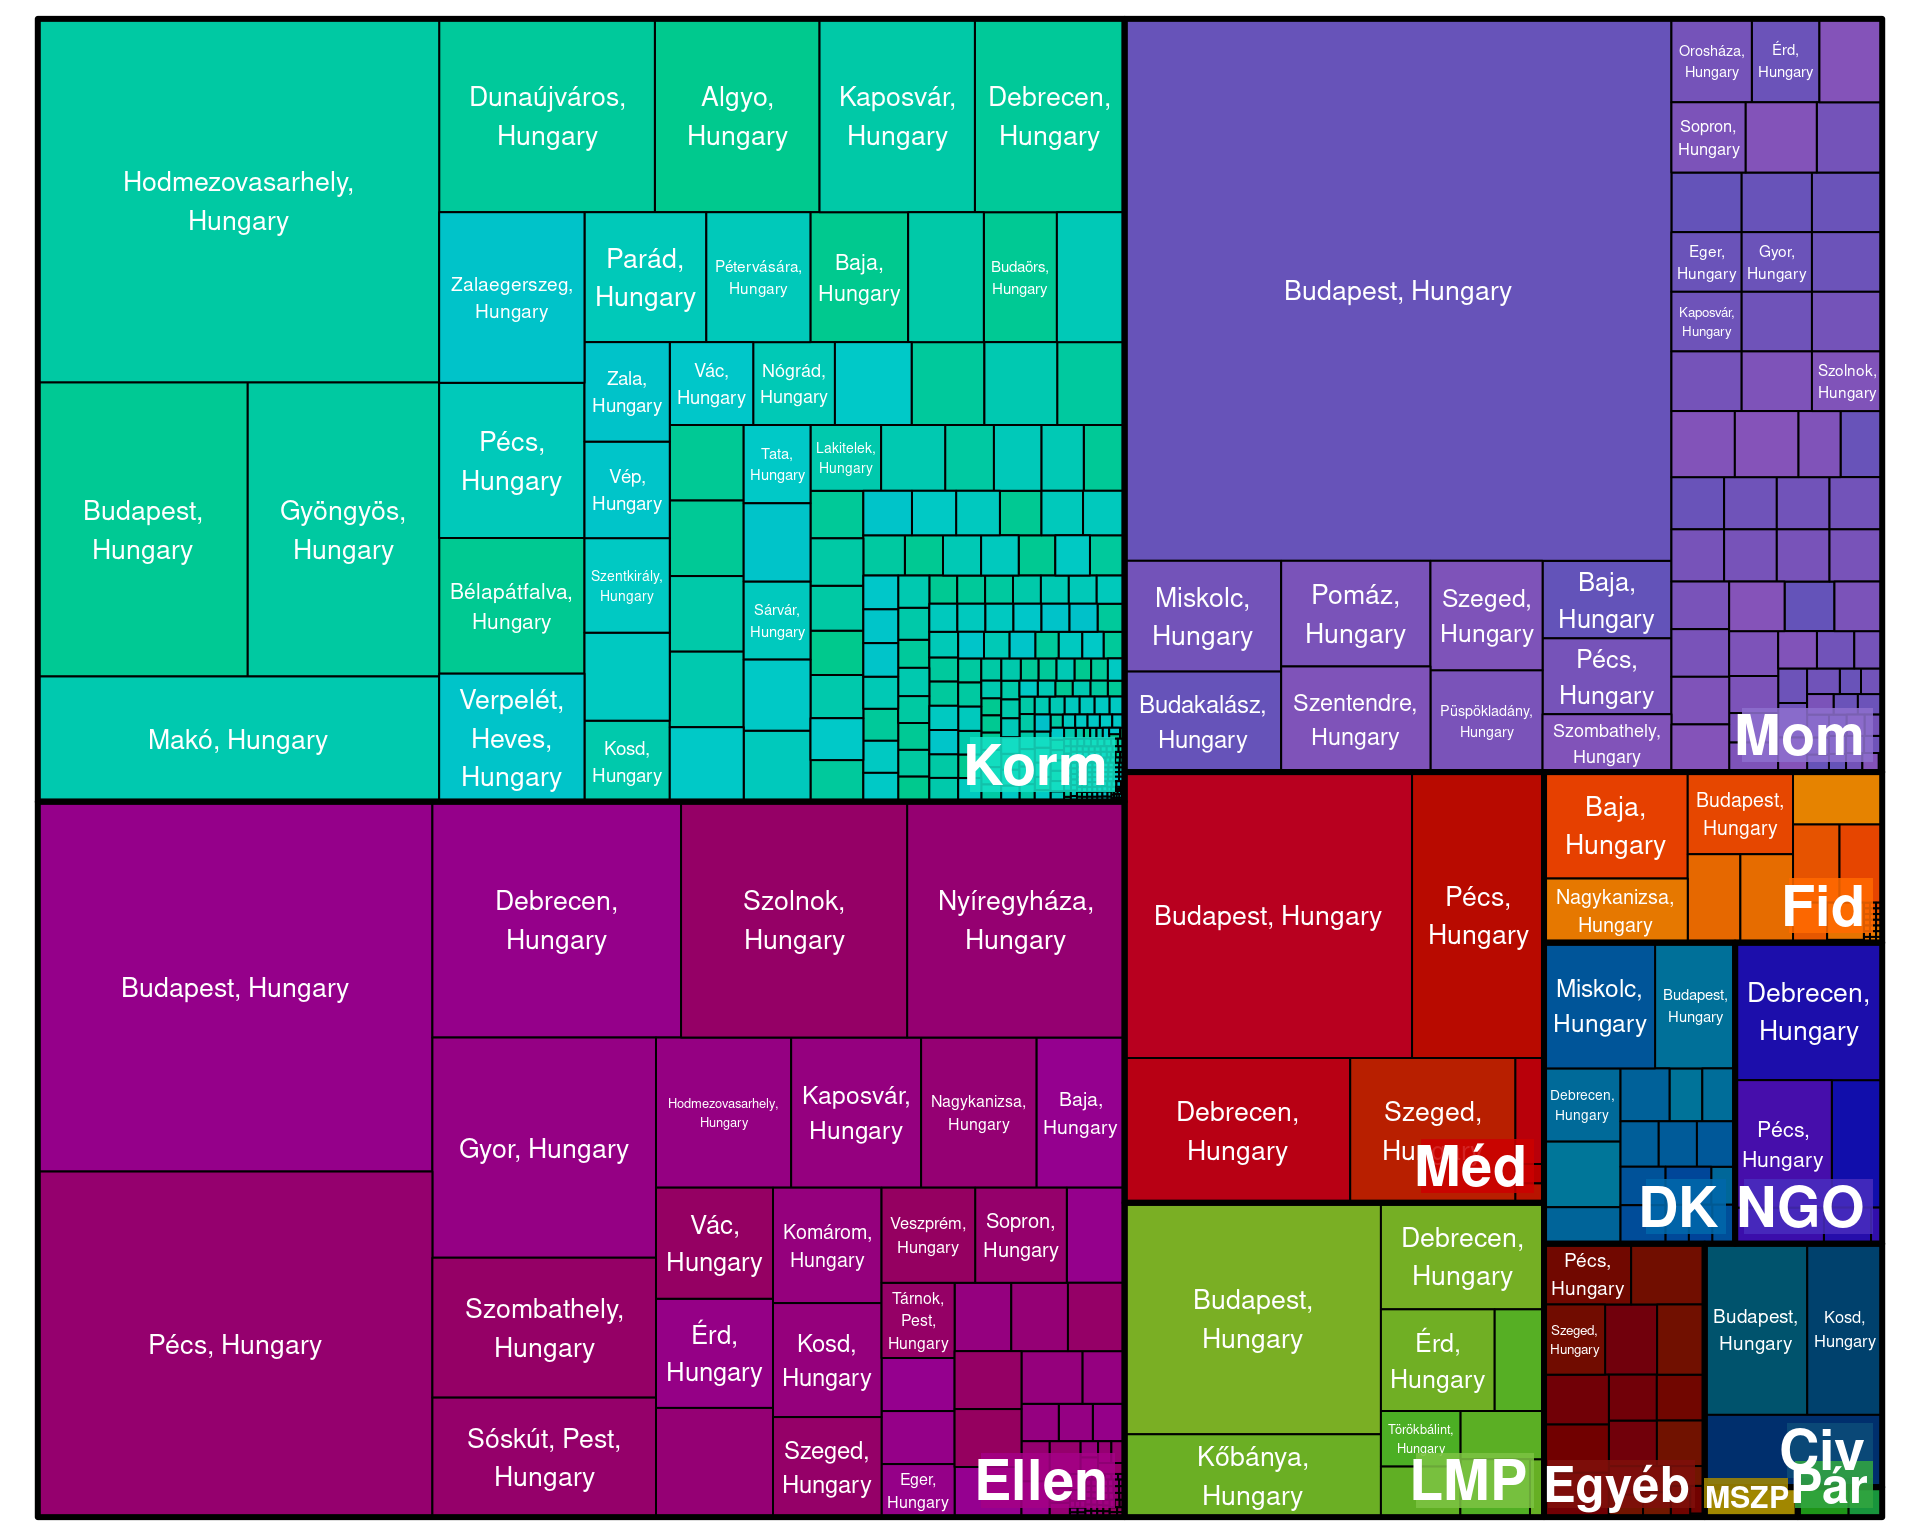 Hodmezovasarhely,
Hungary
Dunaújváros,
Hungary
Algyo,
Hungary
Kaposvár,
Hungary
Debrecen,
Hungary
Zalaegerszeg,
Hungary
Parád,
Hungary
Pétervására,
Hungary
Baja,
Hungary
Budaörs,
Hungary
Zala,
Hungary
Vác,
Hungary
Nógrád,
Hungary
Budapest,
Hungary
Gyöngyös,
Hungary
Pécs,
Hungary
Vép,
Hungary
Tata,
Hungary
Lakitelek,
Hungary
Bélapátfalva,
Hungary
Szentkirály,
Hungary
Sárvár,
Hungary
Makó, Hungary
Verpelét,
Heves,
Hungary
Kosd,
Hungary
Korm
Budapest, Hungary
Orosháza,
Hungary
Érd,
Hungary
Sopron,
Hungary
Eger,
Hungary
Gyor,
Hungary
Kaposvár,
Hungary
Szolnok,
Hungary
Miskolc,
Hungary
Pomáz,
Hungary
Szeged,
Hungary
Baja,
Hungary
Pécs,
Hungary
Budakalász,
Hungary
Szentendre,
Hungary
Püspökladány,
Hungary
Szombathely,
Hungary
Mom
Budapest, Hungary
Debrecen,
Hungary
Szolnok,
Hungary
Nyíregyháza,
Hungary
Gyor, Hungary
Hodmezovasarhely,
Hungary
Kaposvár,
Hungary
Nagykanizsa,
Hungary
Baja,
Hungary
Pécs, Hungary
Szombathely,
Hungary
Sóskút, Pest,
Hungary
Vác,
Hungary
Komárom,
Hungary
Veszprém,
Hungary
Sopron,
Hungary
Érd,
Hungary
Kosd,
Hungary
Tárnok,
Pest,
Hungary
Szeged,
Hungary
Eger,
Hungary
Ellen
Budapest, Hungary
Pécs,
Hungary
Debrecen,
Hungary
Szeged,
Hungary
Méd
Baja,
Hungary
Budapest,
Hungary
Nagykanizsa,
Hungary
Fid
Miskolc,
Hungary
Budapest,
Hungary
Debrecen,
Hungary
DK
Debrecen,
Hungary
Pécs,
Hungary
NGO
Budapest,
Hungary
Debrecen,
Hungary
Érd,
Hungary
Törökbálint,
Hungary
Kőbánya,
Hungary
LMP
Pécs,
Hungary
Szeged,
Hungary
Egyéb
Budapest,
Hungary
Kosd,
Hungary
Civ
MSZP
Pár